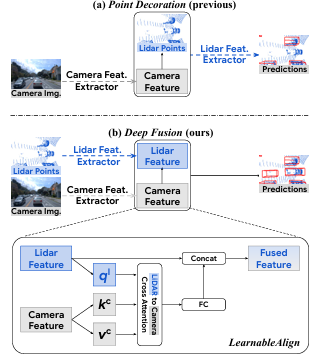 (a) Point Decoration (previous)
Lidar Points
Camera Feat.
Extractor
Camera
Feature
Lidar Feat.
Extractor
Camera Img.
Predictions
(b) Deep Fusion (ours)
Lidar Points
Lidar Feat.
Extractor
Lidar
Feature
Camera Feat.
Extractor
Camera
Feature
Camera Img.
Predictions
Lidar
Feature
q^l
Camera
Feature
k^c
v^c
LiDAR to Camera
Cross Attention
Concat
FC
Fused
Feature
LearnableAlign